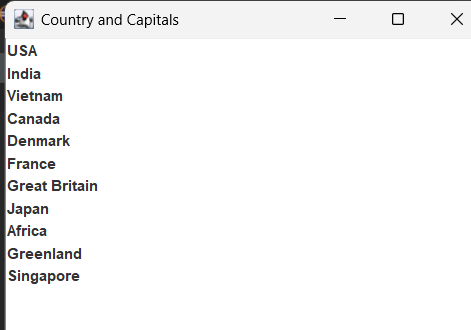 Country and Capitals
USA
India
Vietnam
Canada
Denmark
France
Great Britain
Japan
Africa
Greenland
Singapore